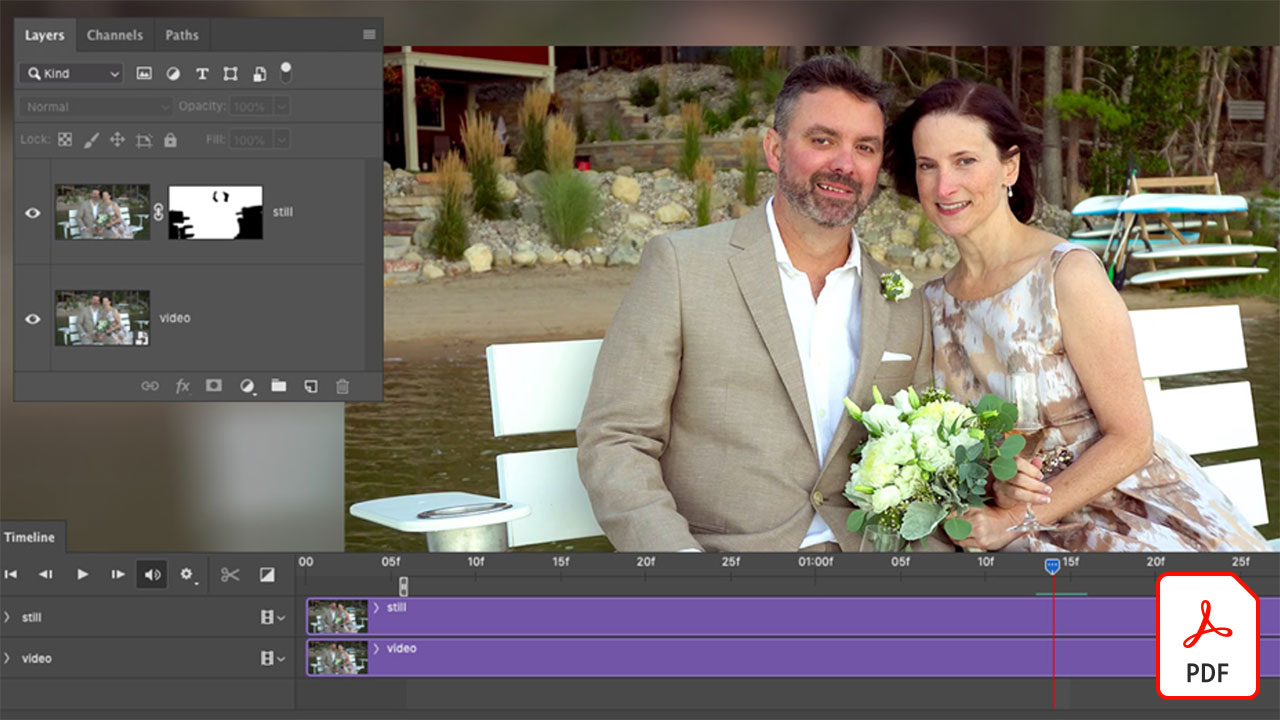 Layers Channels Paths
Kind
Normal Opacity: 100%
Lock: Fill: 100%
still
video
fx
Timeline
00 05f 10f 15f 20f 25f 01:00f 05f 10f 15f 20f 25f
still still
video video
PDF